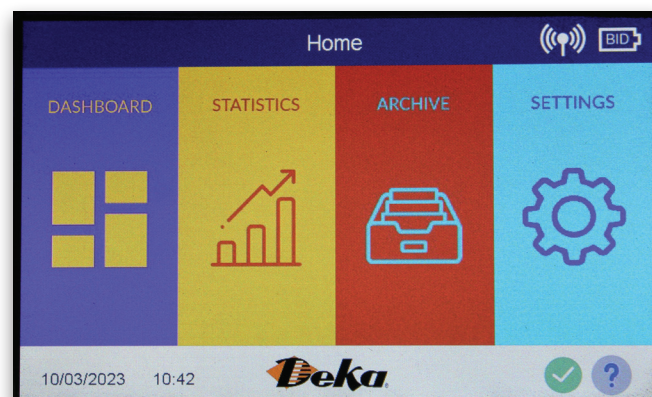 Home
BID
DASHBOARD
STATISTICS
ARCHIVE
SETTINGS
10/03/2023 10:42
Deka
?